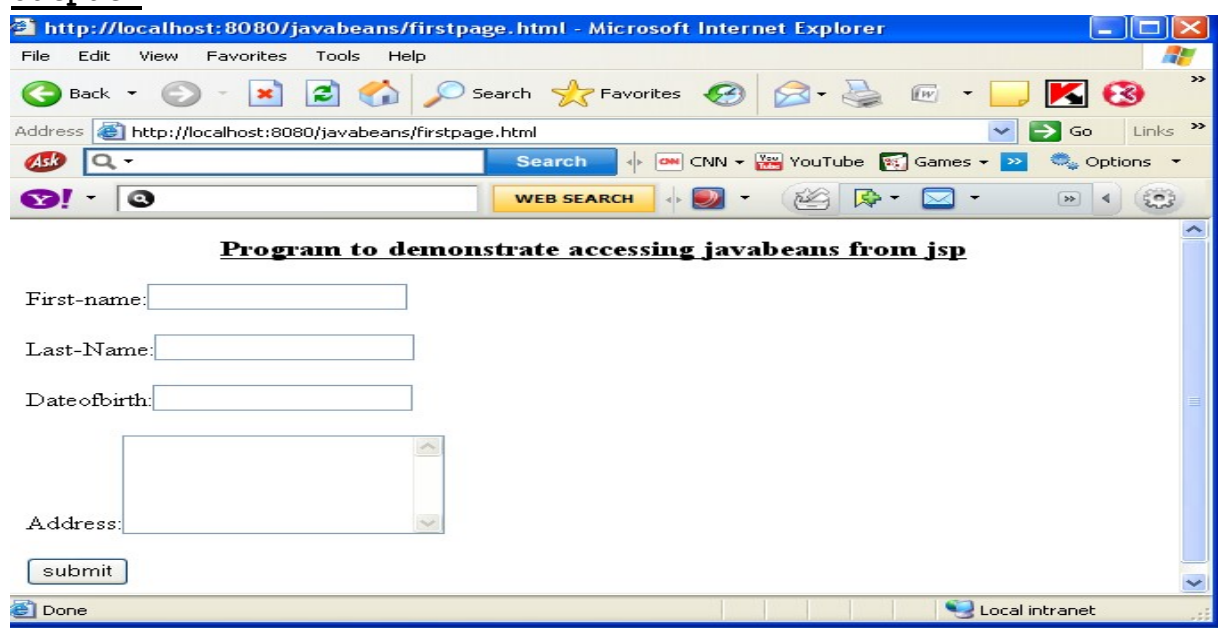 http://localhost:8080/javabeans/firstpage.html - Microsoft Internet Explorer
File Edit View Favorites Tools Help
Back Search Favorites
Address http://localhost:8080/javabeans/firstpage.html Go Links
Ask Search CNN YouTube Games Options
Y! WEB SEARCH
Program to demonstrate accessing javabeans from jsp
First-name:
Last-Name:
Dateofbirth:
Address:
submit
Done Local intranet